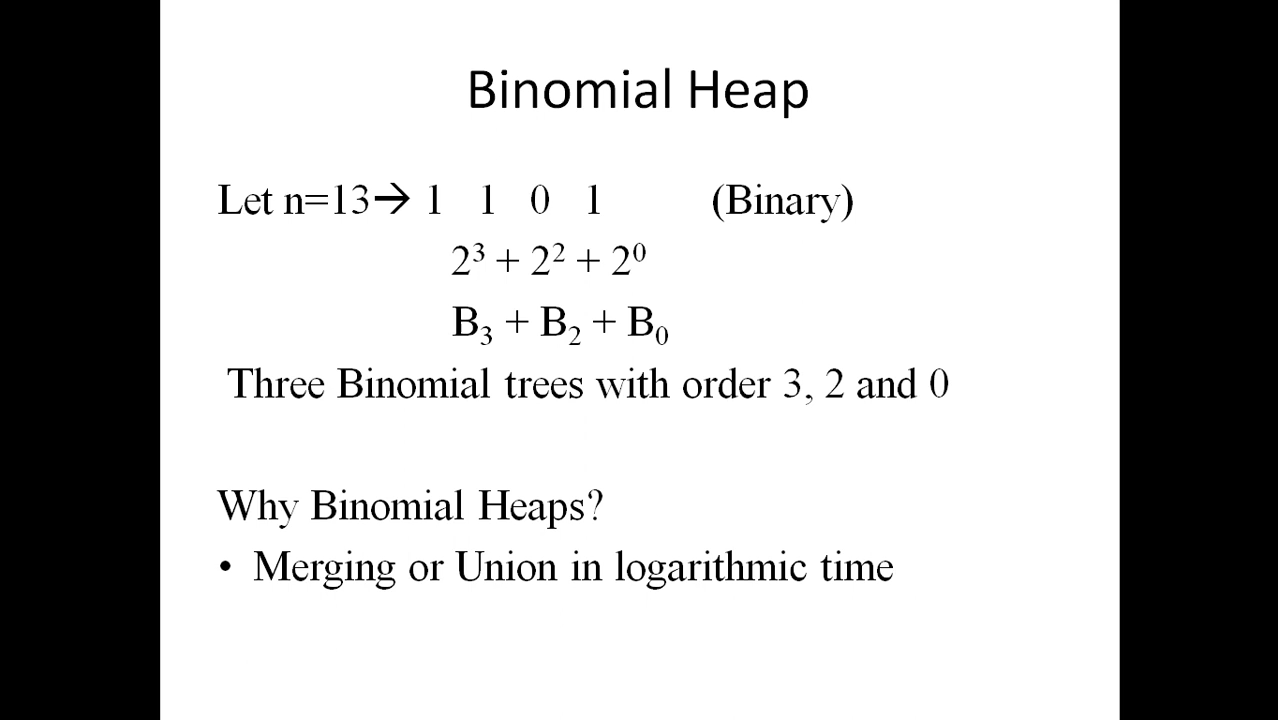 Binomial Heap
Let n=13→ 1 1 0 1 (Binary)
2³ + 2² + 2⁰
B₃ + B₂ + B₀
Three Binomial trees with order 3, 2 and 0
Why Binomial Heaps?
• Merging or Union in logarithmic time